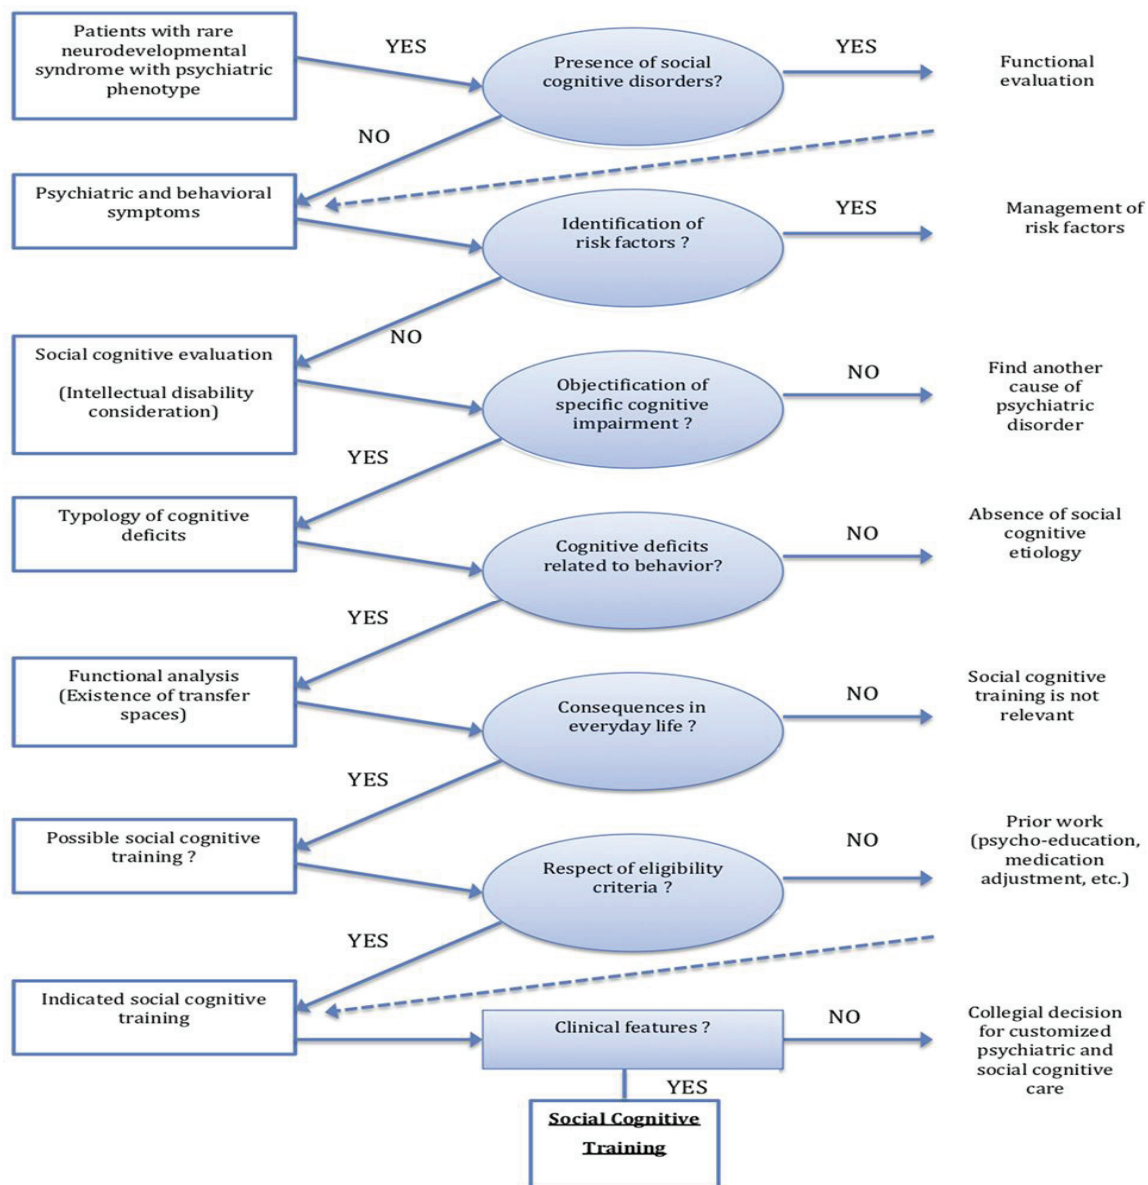 Patients with rare
neurodevelopmental
syndrome with psychiatric
phenotype
YES
Presence of social
cognitive disorders?
YES
Functional
evaluation
NO
Psychiatric and behavioral
symptoms
Identification of
risk factors ?
YES
Management of
risk factors
NO
Social cognitive evaluation
(Intellectual disability
consideration)
Objectification of
specific cognitive
impairment ?
NO
Find another
cause of
psychiatric
disorder
YES
Typology of cognitive
deficits
Cognitive deficits
related to behavior?
NO
Absence of social
cognitive
etiology
YES
Functional analysis
(Existence of transfer
spaces)
Consequences in
everyday life ?
NO
Social cognitive
training is not
relevant
YES
Possible social cognitive
training ?
Respect of eligibility
criteria ?
NO
Prior work
(psycho-education,
medication
adjustment, etc.)
YES
Indicated social cognitive
training
Clinical features ?
NO
Collegial decision
for customized
psychiatric and
social cognitive
care
YES
Social Cognitive
Training